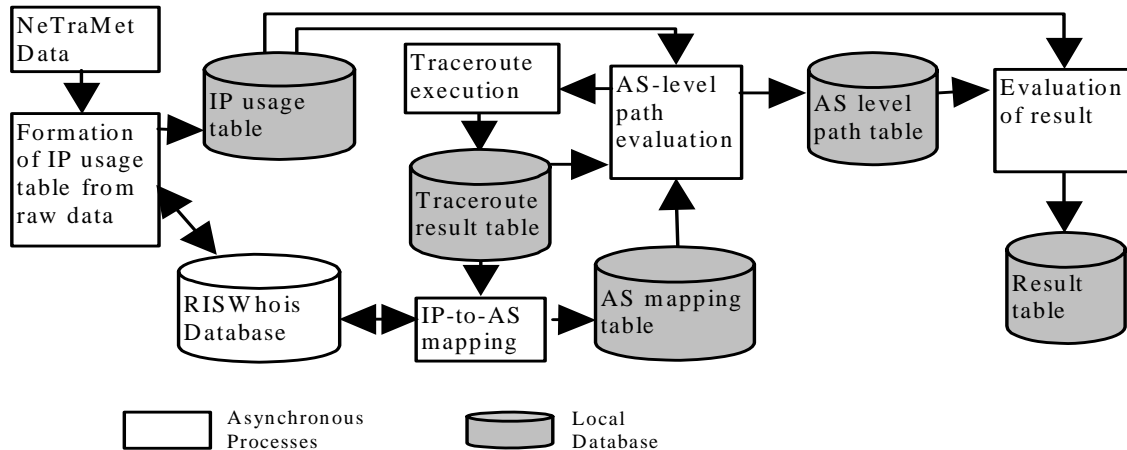 NeTraMet
Data
IP usage
table
Formation
of IP usage
table from
raw data
Traceroute
execution
AS-level
path
evaluation
AS level
path table
Evaluation
of result
Traceroute
result table
RISWhois
Database
IP-to-AS
mapping
AS mapping
table
Result
table
Asynchronous
Processes
Local
Database